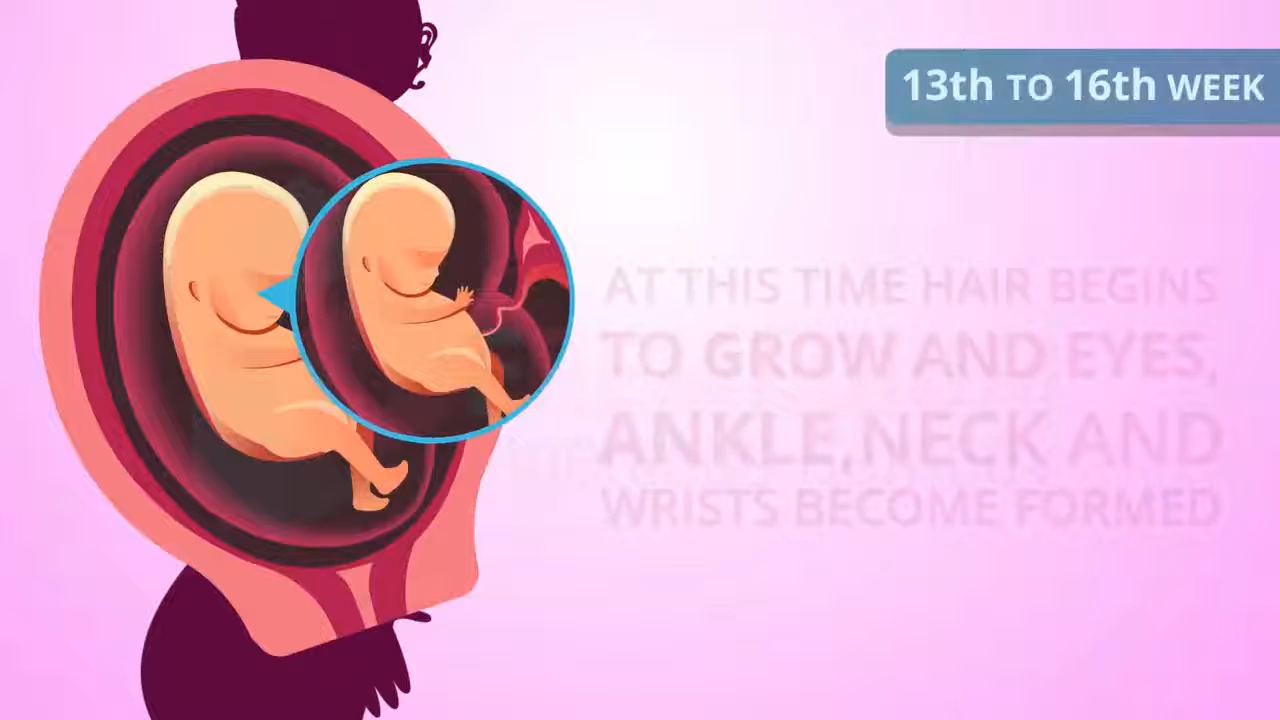 13th TO 16th WEEK
AT THIS TIME HAIR BEGINS
TO GROW AND EYES,
ANKLE,NECK AND
WRISTS BECOME FORMED